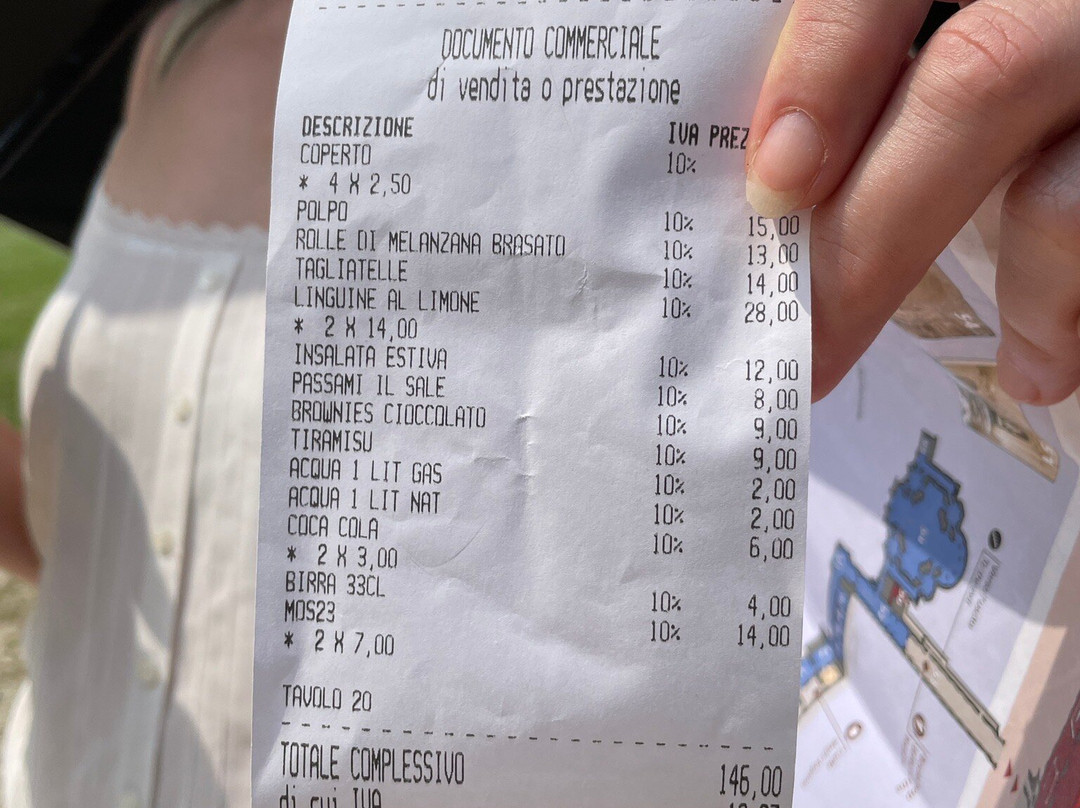 DOCUMENTO COMMERCIALE
di vendita o prestazione
DESCRIZIONE IVA PREZ
COPERTO 10%
* 4 X 2,50
POLPO 10% 15,00
ROLLE DI MELANZANA BRASATO 10% 13,00
TAGLIATELLE 10% 14,00
LINGUINE AL LIMONE 10% 28,00
* 2 X 14,00
INSALATA ESTIVA 10% 12,00
PASSAMI IL SALE 10% 8,00
BROWNIES CIOCCOLATO 10% 9,00
TIRAMISU 10% 9,00
ACQUA 1 LIT GAS 10% 2,00
ACQUA 1 LIT NAT 10% 2,00
COCA COLA 10% 6,00
* 2 X 3,00
BIRRA 33CL 10% 4,00
MOS23 10% 14,00
* 2 X 7,00
TAVOLO 20
TOTALE COMPLESSIVO 146,00
di cui IVA